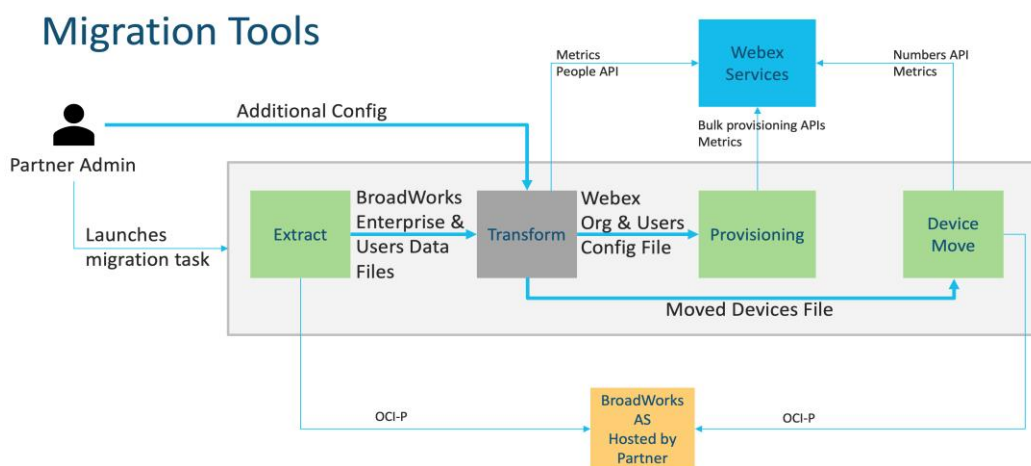 Migration Tools
Metrics
People API
Webex
Services
Numbers API
Metrics
Additional Config
Bulk provisioning APIs
Metrics
Partner Admin
Launches
migration task
Extract
BroadWorks
Enterprise &
Users Data
Files
Transform
Webex
Org & Users
Config File
Provisioning
Device
Move
Moved Devices File
OCI-P
BroadWorks
AS
Hosted by
Partner
OCI-P